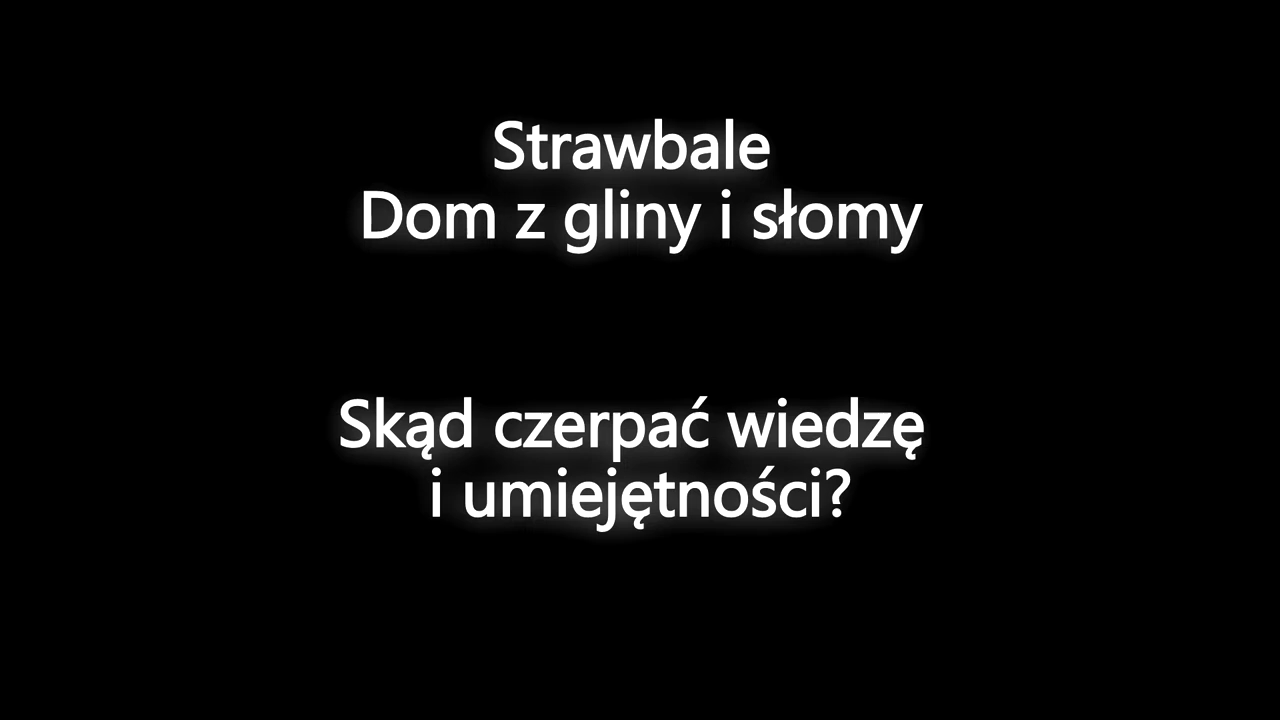 Strawbale
Dom z gliny i słomy
Skąd czerpać wiedzę
i umiejętności?